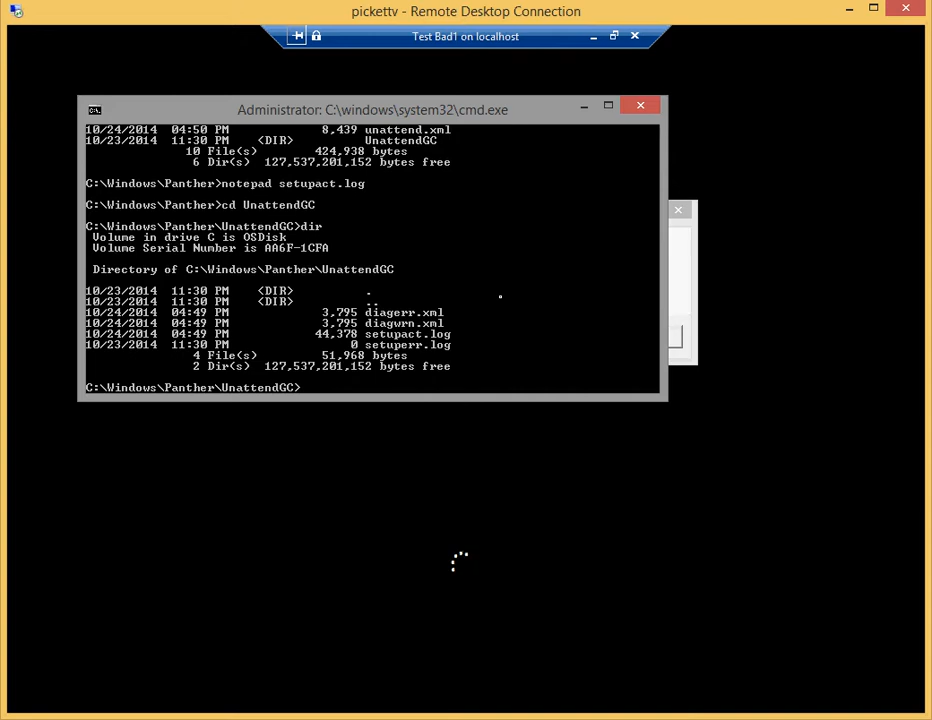 pickettv - Remote Desktop Connection
Test Bad1 on localhost
Administrator: C:\windows\system32\cmd.exe
10/24/2014 04:50 PM 8,439 unattend.xml
10/23/2014 11:30 PM <DIR> UnattendGC
10 File(s) 424,938 bytes
6 Dir(s) 127,537,201,152 bytes free
C:\Windows\Panther>notepad setupact.log
C:\Windows\Panther>cd UnattendGC
C:\Windows\Panther\UnattendGC>dir
Volume in drive C is OSDisk
Volume Serial Number is AA6F-1CFA
Directory of C:\Windows\Panther\UnattendGC
10/23/2014 11:30 PM <DIR> .
10/23/2014 11:30 PM <DIR> ..
10/24/2014 04:49 PM 3,795 diagerr.xml
10/24/2014 04:49 PM 3,795 diagwrn.xml
10/24/2014 04:49 PM 44,378 setupact.log
10/23/2014 11:30 PM 0 setuperr.log
4 File(s) 51,968 bytes
2 Dir(s) 127,537,201,152 bytes free
C:\Windows\Panther\UnattendGC>